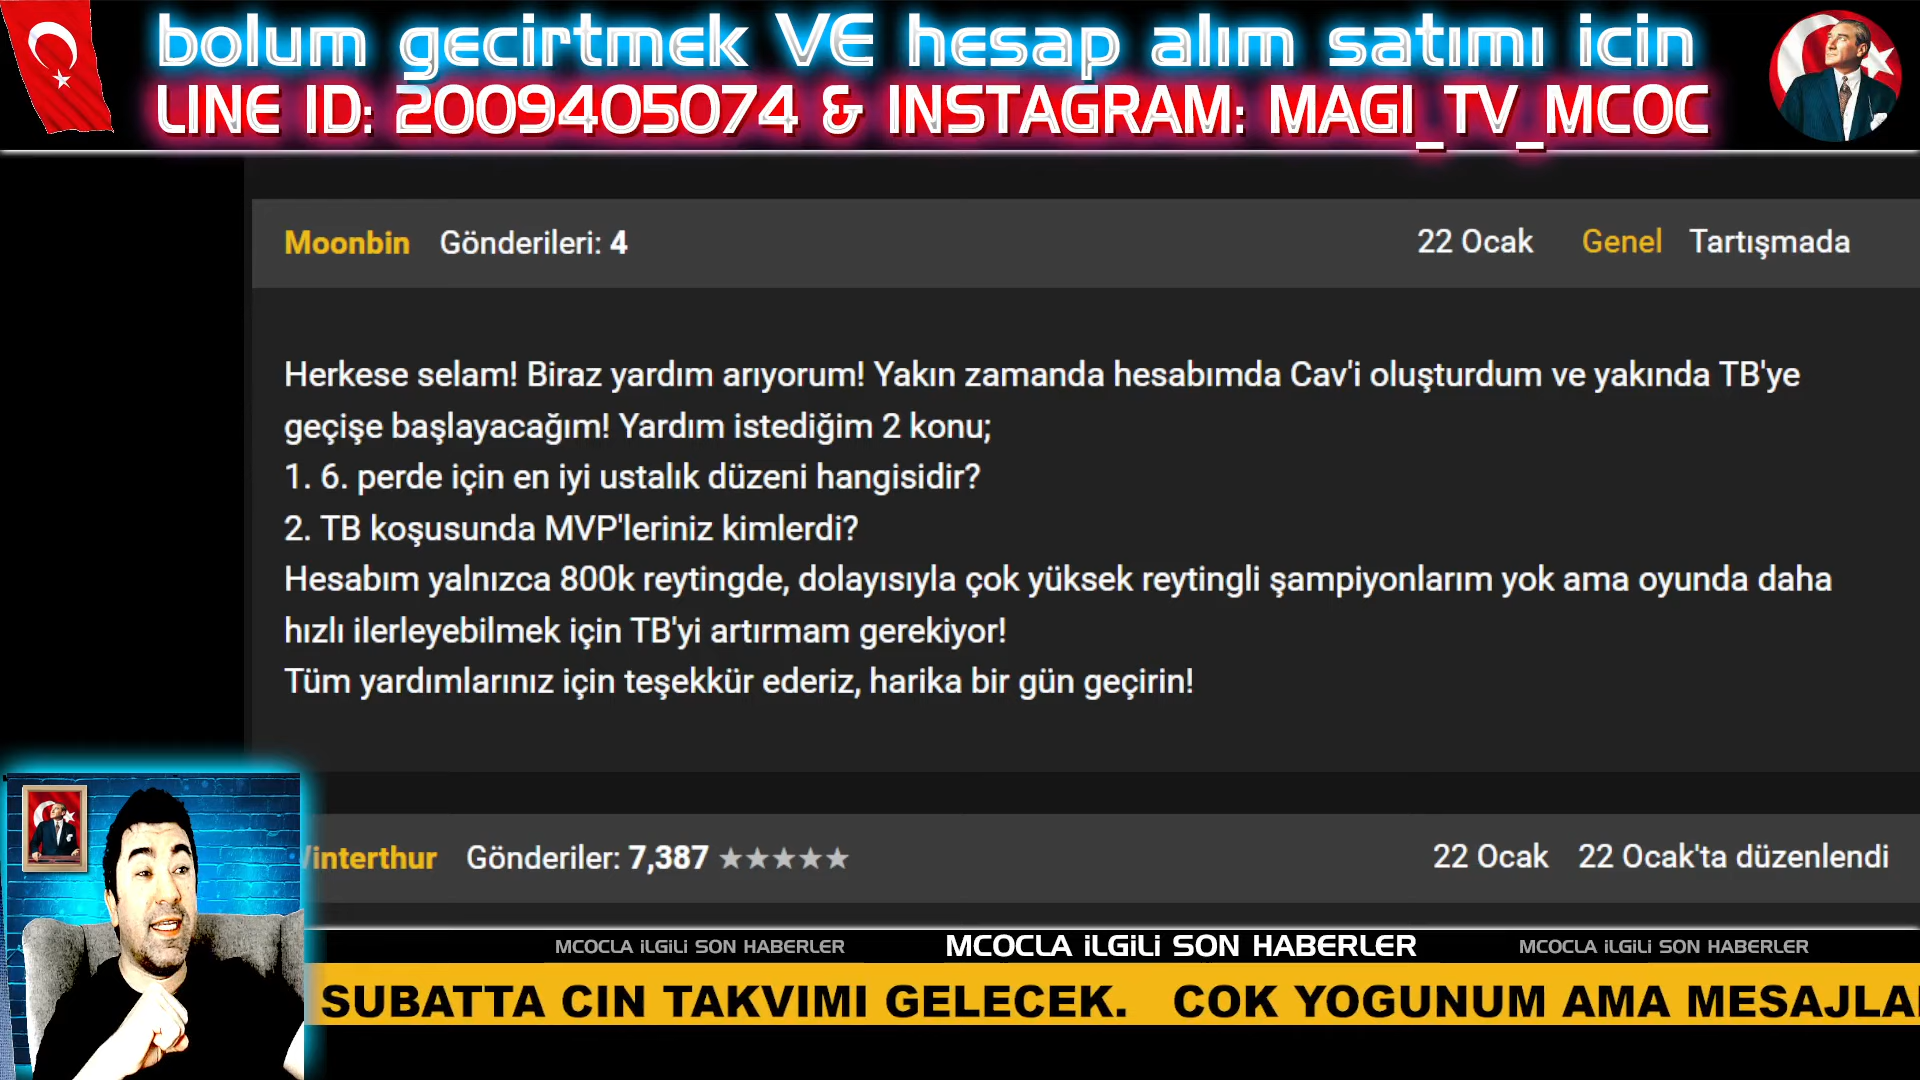 bolum gecirtmek VE hesap alım satımı icin
LINE ID: 2009405074 & INSTAGRAM: MAGI_TV_MCOC
Moonbin Gönderileri: 4 22 Ocak Genel Tartışmada
Herkese selam! Biraz yardım arıyorum! Yakın zamanda hesabımda Cav'i oluşturdum ve yakında TB'ye
geçişe başlayacağım! Yardım istediğim 2 konu;
1. 6. perde için en iyi ustalık düzeni hangisidir?
2. TB koşusunda MVP'leriniz kimlerdi?
Hesabım yalnızca 800k reytingde, dolayısıyla çok yüksek reytingli şampiyonlarım yok ama oyunda daha
hızlı ilerleyebilmek için TB'yi artırmam gerekiyor!
Tüm yardımlarınız için teşekkür ederiz, harika bir gün geçirin!
interthur Gönderiler: 7,387 ★★★★★ 22 Ocak 22 Ocak'ta düzenlendi
MCOCLA iLGiLi SON HABERLER MCOCLA iLGiLi SON HABERLER MCOCLA iLGiLi SON HABERLER
SUBATTA CIN TAKVIMI GELECEK. COK YOGUNUM AMA MESAJLA